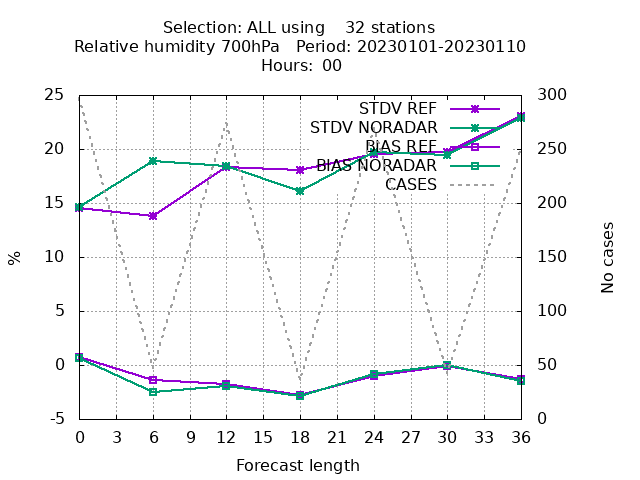 Selection: ALL using    32 stations
Relative humidity 700hPa   Period: 20230101-20230110
Hours: 00
25
20
15
10
5
0
-5
%
300
250
200
150
100
50
0
No cases
STDV REF
STDV NORADAR
BIAS REF
BIAS NORADAR
CASES
0 3 6 9 12 15 18 21 24 27 30 33 36
Forecast length